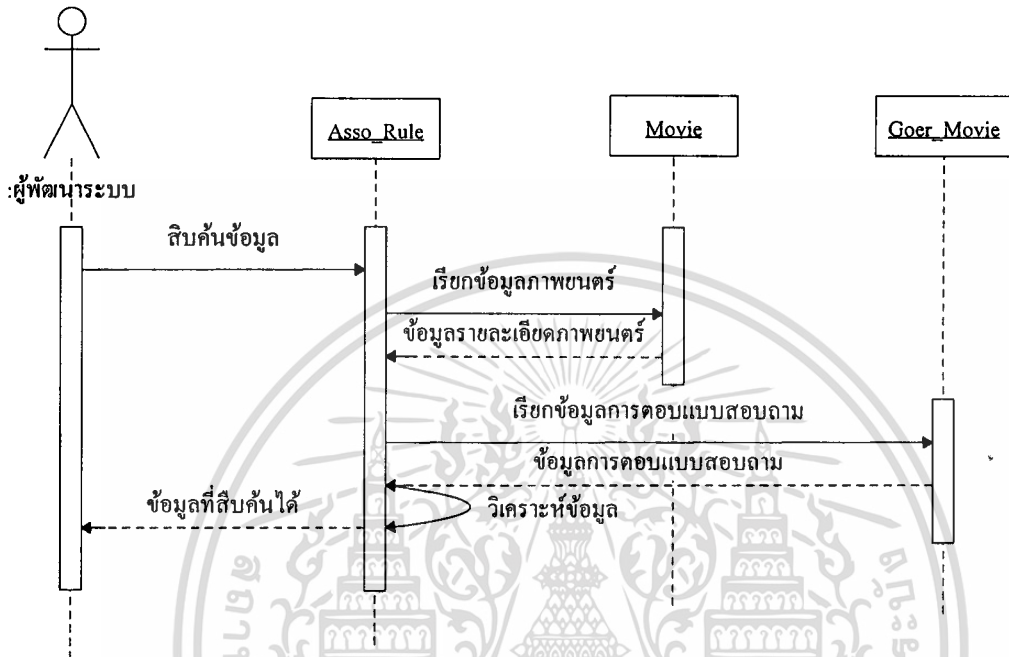 Asso_Rule
Movie
Goer_Movie
:ผู้พัฒนาระบบ
สืบค้นข้อมูล
เรียกข้อมูลภาพยนตร์
ข้อมูลรายละเอียดภาพยนตร์
เรียกข้อมูลการตอบแบบสอบถาม
ข้อมูลการตอบแบบสอบถาม
วิเคราะห์ข้อมูล
ข้อมูลที่สืบค้นได้